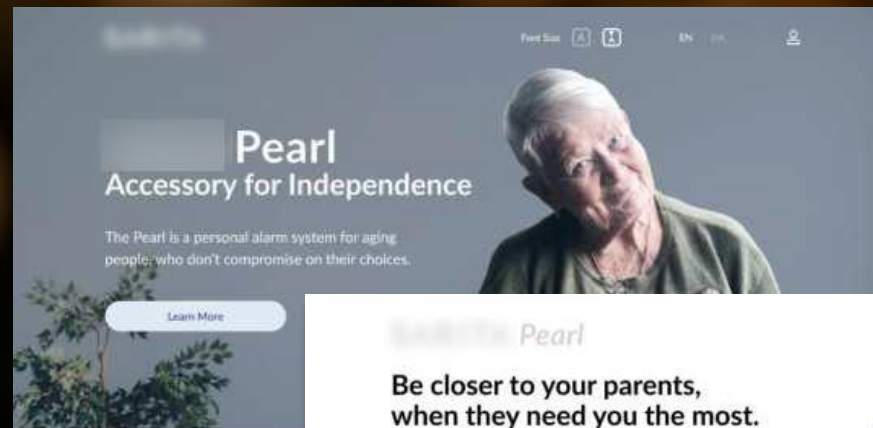 Font Size A
EN
Pearl
Accessory for Independence
The Pearl is a personal alarm system for aging
people, who don't compromise on their choices.
Learn More
Pearl
Be closer to your parents,
when they need you the most.